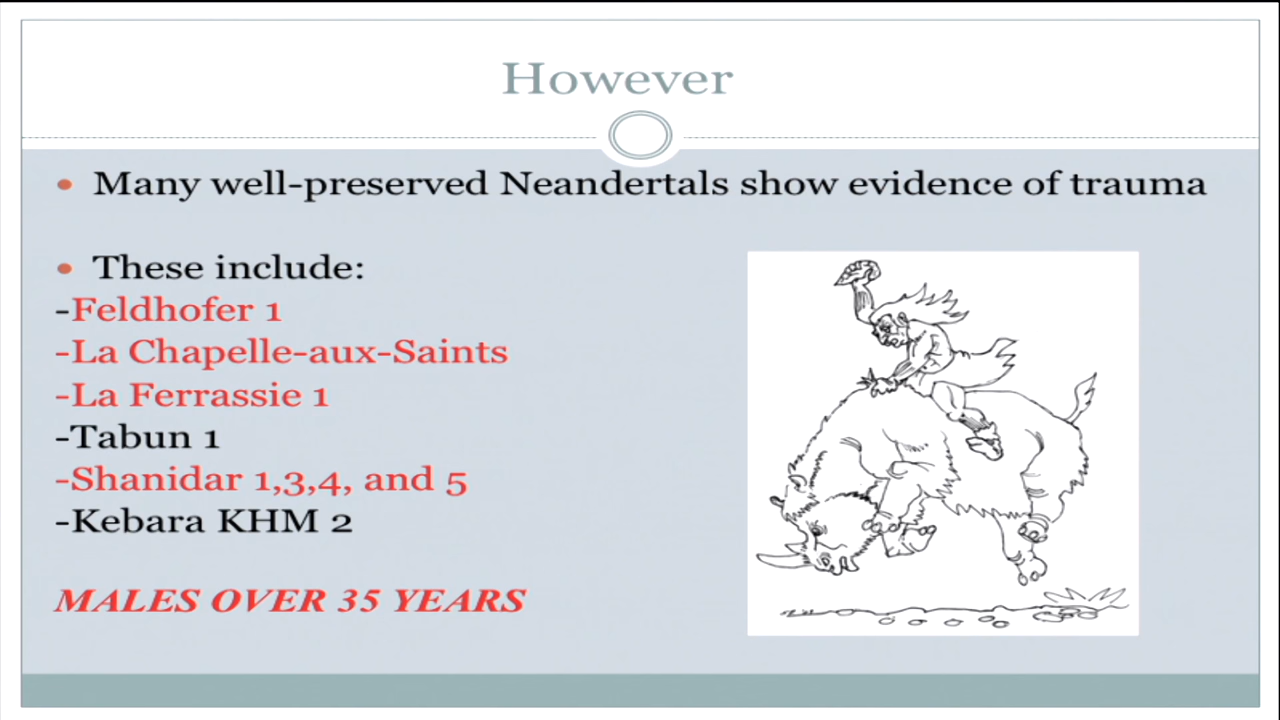 However
• Many well-preserved Neandertals show evidence of trauma
• These include:
-Feldhofer 1
-La Chapelle-aux-Saints
-La Ferrassie 1
-Tabun 1
-Shanidar 1,3,4, and 5
-Kebara KHM 2
MALES OVER 35 YEARS